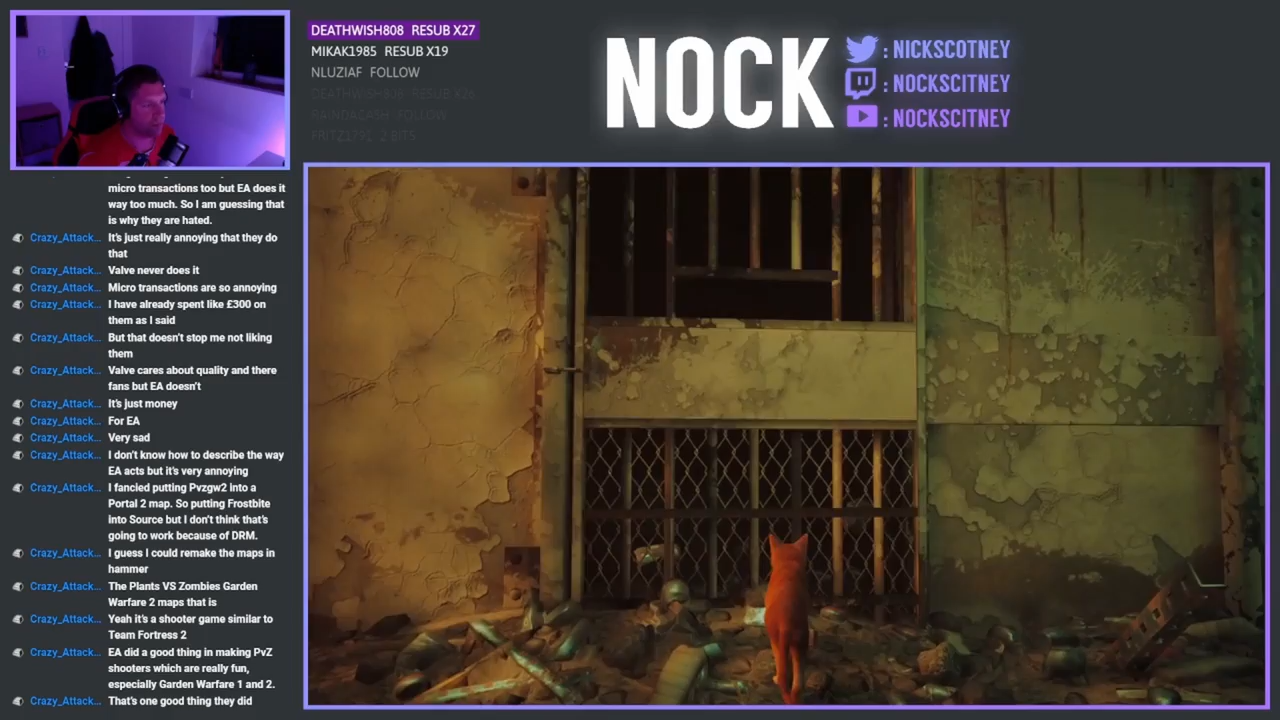 DEATHWISH808 RESUB X27
MIKAK1985 RESUB X19
NLUZIAF FOLLOW
DEATHWISH808 RESUB X26
RAINDAZASH FOLLOW
FRITZ1791 2 BITS
NOCK
: NICKSCOTNEY
: NOCKSCITNEY
: NOCKSCITNEY
micro transactions too but EA does it
way too much. So I am guessing that
is why they are hated.
Crazy_Attack... It's just really annoying that they do
that
Crazy_Attack... Valve never does it
Crazy_Attack... Micro transactions are so annoying
Crazy_Attack... I have already spent like £300 on
them as I said
Crazy_Attack... But that doesn't stop me not liking
them
Crazy_Attack... Valve cares about quality and there
fans but EA doesn't
Crazy_Attack... It's just money
Crazy_Attack... For EA
Crazy_Attack... Very sad
Crazy_Attack... I don't know how to describe the way
EA acts but it's very annoying
Crazy_Attack... I fancied putting Pvzgw2 into a
Portal 2 map. So putting Frostbite
into Source but I don't think that's
going to work because of DRM.
Crazy_Attack... I guess I could remake the maps in
hammer
Crazy_Attack... The Plants VS Zombies Garden
Warfare 2 maps that is
Crazy_Attack... Yeah it's a shooter game similar to
Team Fortress 2
Crazy_Attack... EA did a good thing in making PvZ
shooters which are really fun,
especially Garden Warfare 1 and 2.
Crazy_Attack... That's one good thing they did